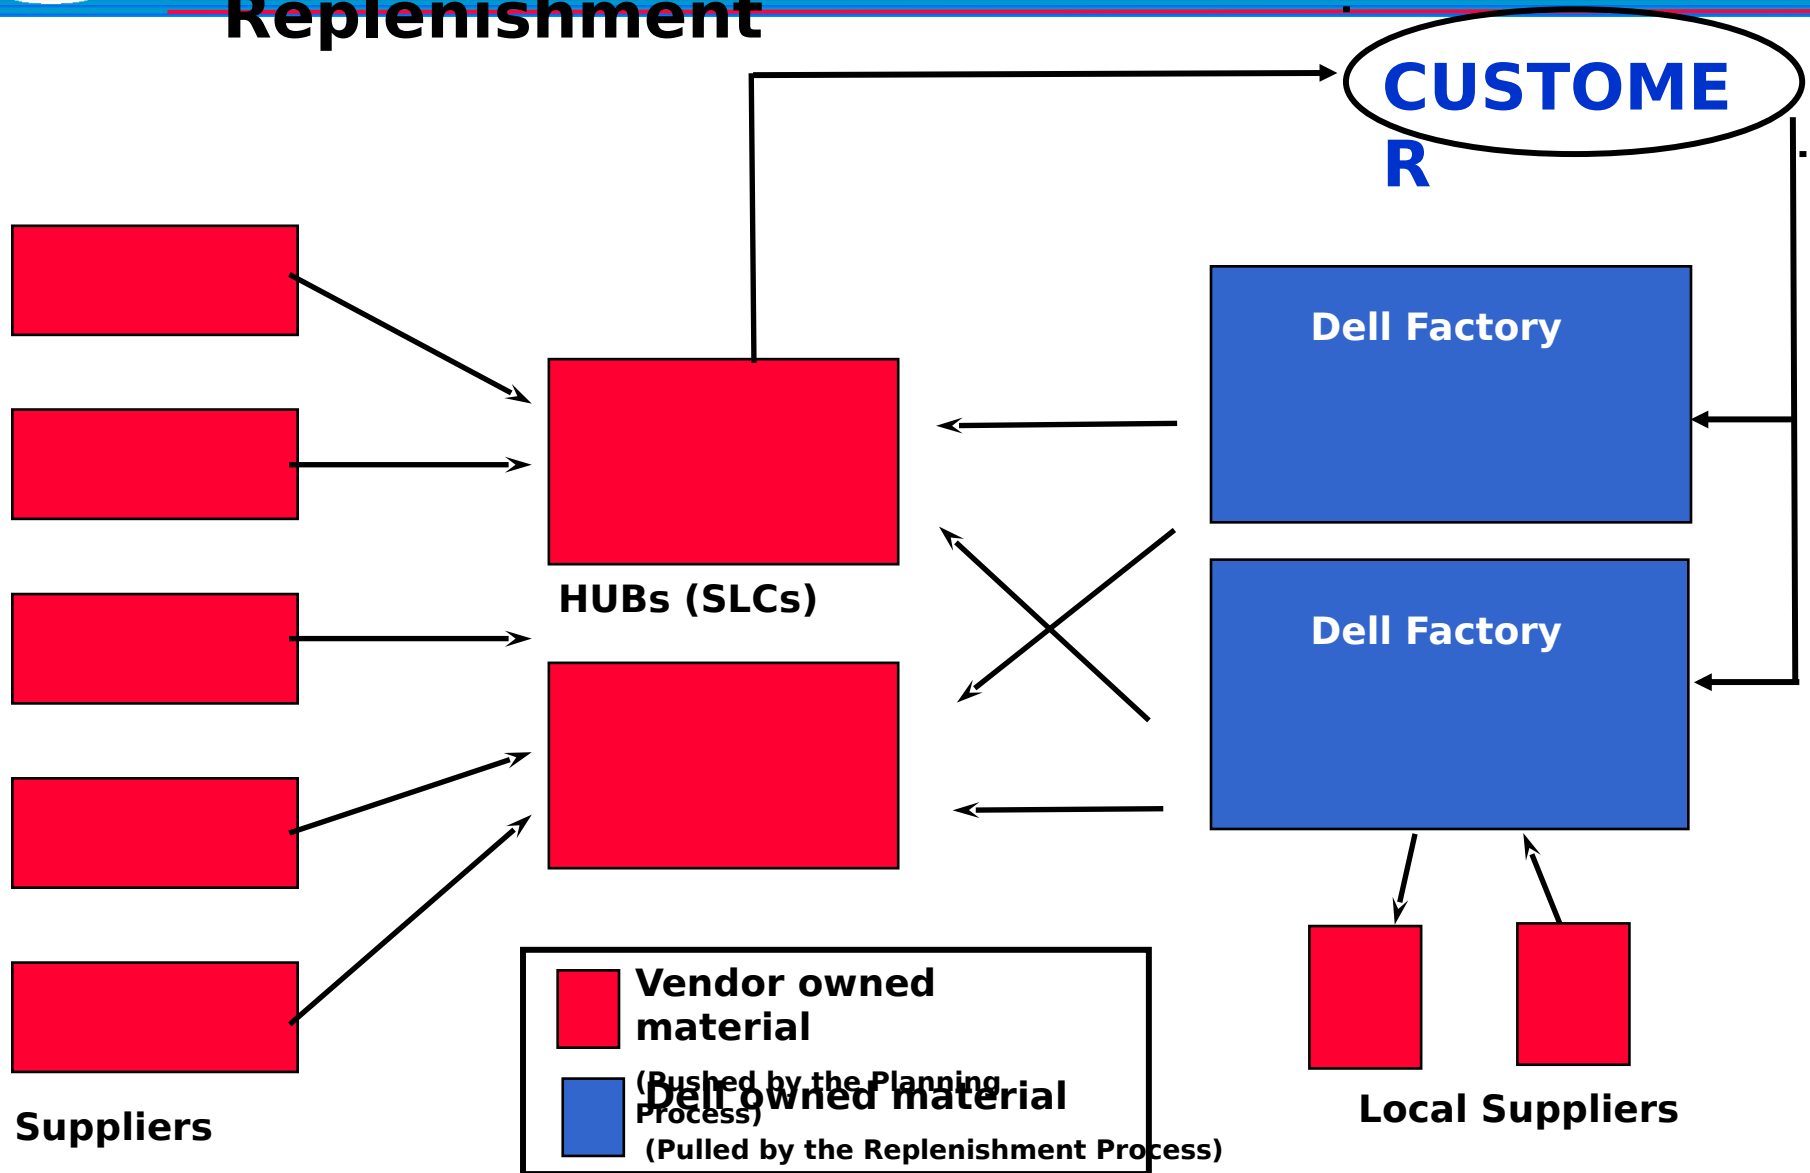 Replenishment
CUSTOME
R
Dell Factory
HUBs (SLCs)
Dell Factory
Vendor owned
material
(Pushed by the Planning
Process)
Dell owned material
(Pulled by the Replenishment Process)
Suppliers
Local Suppliers